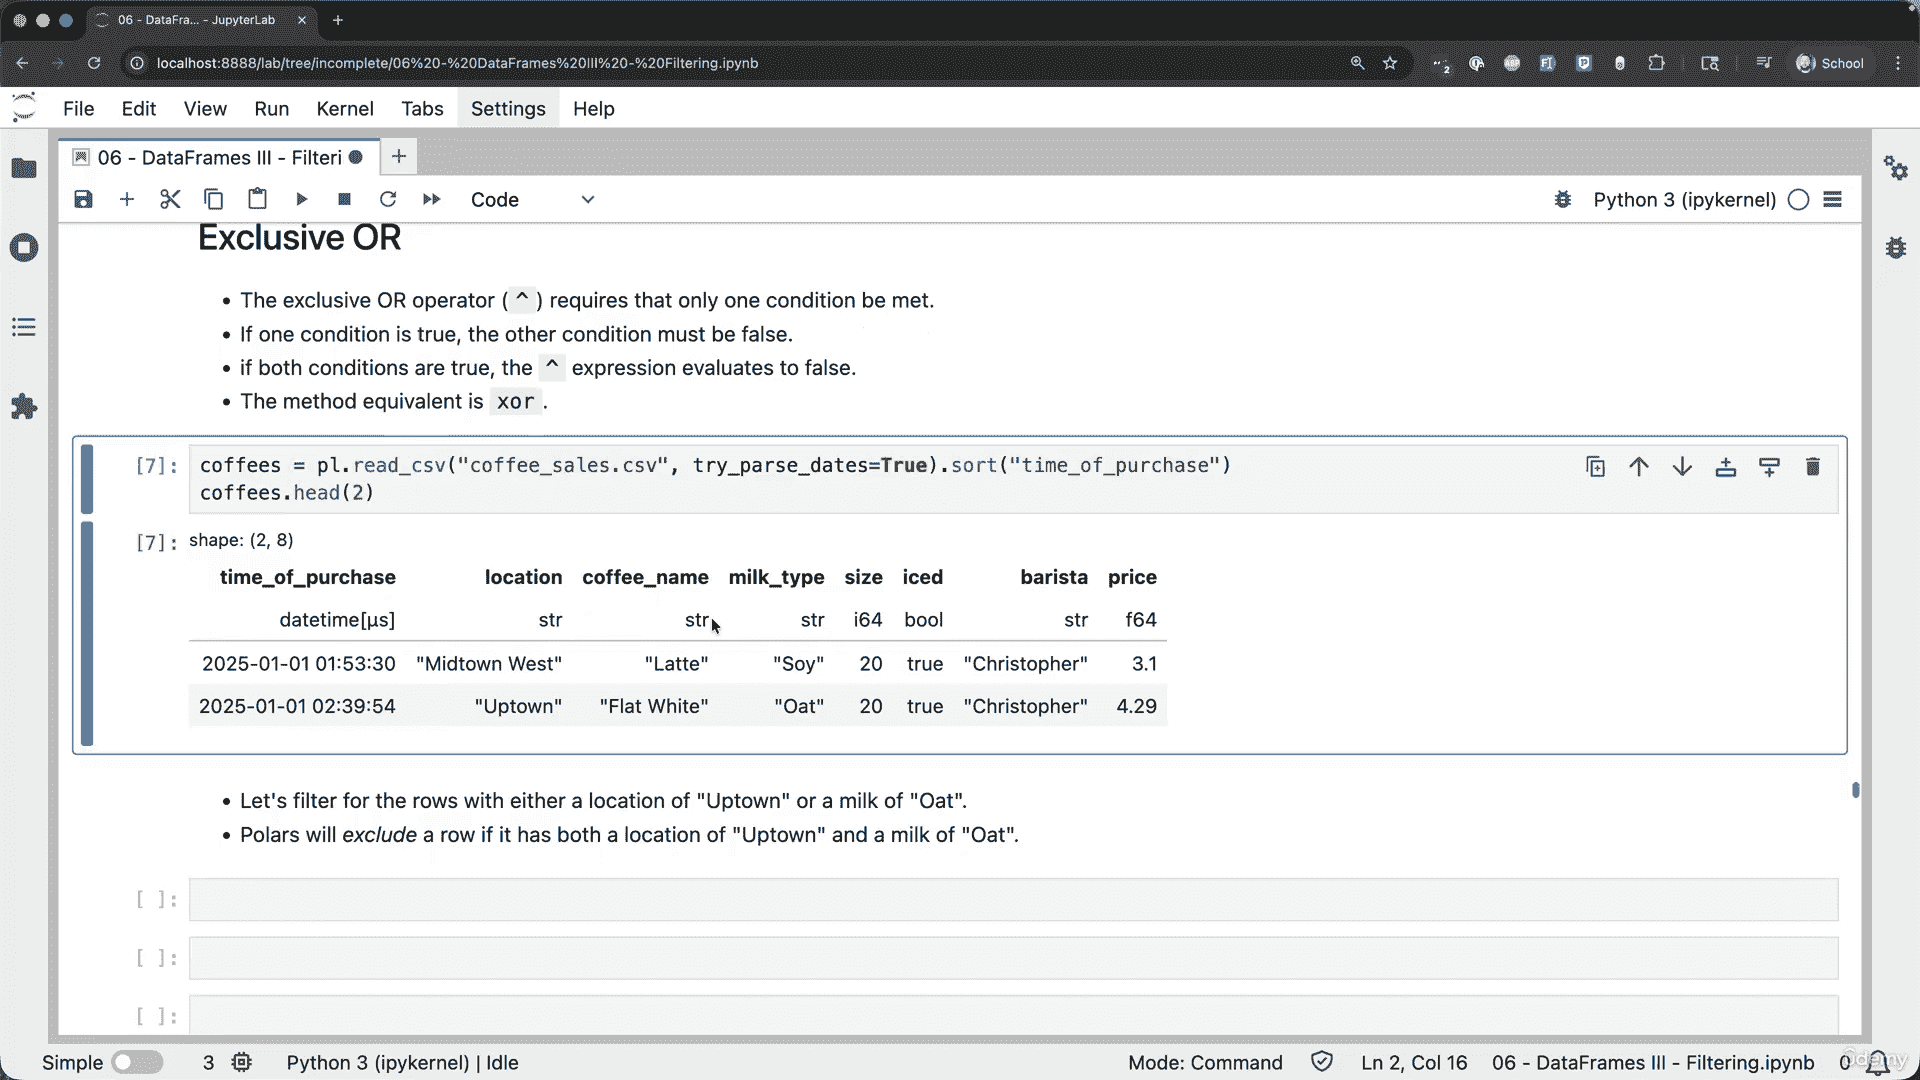 06 - DataFra... - JupyterLab
localhost:8888/lab/tree/incomplete/06%20-%20DataFrames%20III%20-%20Filtering.ipynb
2
School
File Edit View Run Kernel Tabs Settings Help
06 - DataFrames III - Filteri
Code
Python 3 (ipykernel)
Exclusive OR
• The exclusive OR operator ( ^ ) requires that only one condition be met.
• If one condition is true, the other condition must be false.
• if both conditions are true, the ^ expression evaluates to false.
• The method equivalent is xor .
[7]: coffees = pl.read_csv("coffee_sales.csv", try_parse_dates=True).sort("time_of_purchase")
coffees.head(2)
[7]: shape: (2, 8)
time_of_purchase location coffee_name milk_type size iced barista price
datetime[μs] str str str i64 bool str f64
2025-01-01 01:53:30 "Midtown West" "Latte" "Soy" 20 true "Christopher" 3.1
2025-01-01 02:39:54 "Uptown" "Flat White" "Oat" 20 true "Christopher" 4.29
• Let's filter for the rows with either a location of "Uptown" or a milk of "Oat".
• Polars will exclude a row if it has both a location of "Uptown" and a milk of "Oat".
[ ]:
[ ]:
[ ]:
Simple 3 Python 3 (ipykernel) | Idle Mode: Command Ln 2, Col 16 06 - DataFrames III - Filtering.ipynb 0
Udemy